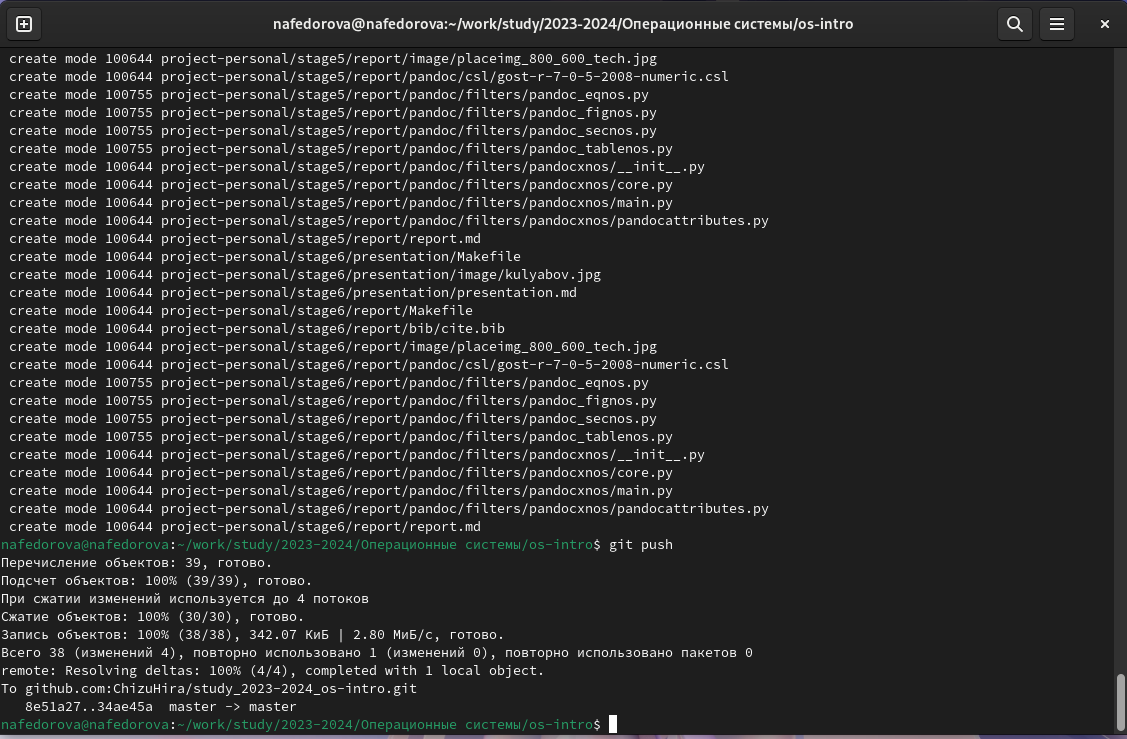 nafedorova@nafedorova:~/work/study/2023-2024/Операционные системы/os-intro
create mode 100644 project-personal/stage5/report/image/placeimg_800_600_tech.jpg
create mode 100644 project-personal/stage5/report/pandoc/csl/gost-r-7-0-5-2008-numeric.csl
create mode 100755 project-personal/stage5/report/pandoc/filters/pandoc_eqnos.py
create mode 100755 project-personal/stage5/report/pandoc/filters/pandoc_fignos.py
create mode 100755 project-personal/stage5/report/pandoc/filters/pandoc_secnos.py
create mode 100755 project-personal/stage5/report/pandoc/filters/pandoc_tablenos.py
create mode 100644 project-personal/stage5/report/pandoc/filters/pandocxnos/__init__.py
create mode 100644 project-personal/stage5/report/pandoc/filters/pandocxnos/core.py
create mode 100644 project-personal/stage5/report/pandoc/filters/pandocxnos/main.py
create mode 100644 project-personal/stage5/report/pandoc/filters/pandocxnos/pandocattributes.py
create mode 100644 project-personal/stage5/report/report.md
create mode 100644 project-personal/stage6/presentation/Makefile
create mode 100644 project-personal/stage6/presentation/image/kulyabov.jpg
create mode 100644 project-personal/stage6/presentation/presentation.md
create mode 100644 project-personal/stage6/report/Makefile
create mode 100644 project-personal/stage6/report/bib/cite.bib
create mode 100644 project-personal/stage6/report/image/placeimg_800_600_tech.jpg
create mode 100644 project-personal/stage6/report/pandoc/csl/gost-r-7-0-5-2008-numeric.csl
create mode 100755 project-personal/stage6/report/pandoc/filters/pandoc_eqnos.py
create mode 100755 project-personal/stage6/report/pandoc/filters/pandoc_fignos.py
create mode 100755 project-personal/stage6/report/pandoc/filters/pandoc_secnos.py
create mode 100755 project-personal/stage6/report/pandoc/filters/pandoc_tablenos.py
create mode 100644 project-personal/stage6/report/pandoc/filters/pandocxnos/__init__.py
create mode 100644 project-personal/stage6/report/pandoc/filters/pandocxnos/core.py
create mode 100644 project-personal/stage6/report/pandoc/filters/pandocxnos/main.py
create mode 100644 project-personal/stage6/report/pandoc/filters/pandocxnos/pandocattributes.py
create mode 100644 project-personal/stage6/report/report.md
nafedorova@nafedorova:~/work/study/2023-2024/Операционные системы/os-intro$ git push
Перечисление объектов: 39, готово.
Подсчет объектов: 100% (39/39), готово.
При сжатии изменений используется до 4 потоков
Сжатие объектов: 100% (30/30), готово.
Запись объектов: 100% (38/38), 342.07 КиБ | 2.80 МиБ/с, готово.
Всего 38 (изменений 4), повторно использовано 1 (изменений 0), повторно использовано пакетов 0
remote: Resolving deltas: 100% (4/4), completed with 1 local object.
To github.com:ChizuHira/study_2023-2024_os-intro.git
8e51a27..34ae45a  master -> master
nafedorova@nafedorova:~/work/study/2023-2024/Операционные системы/os-intro$